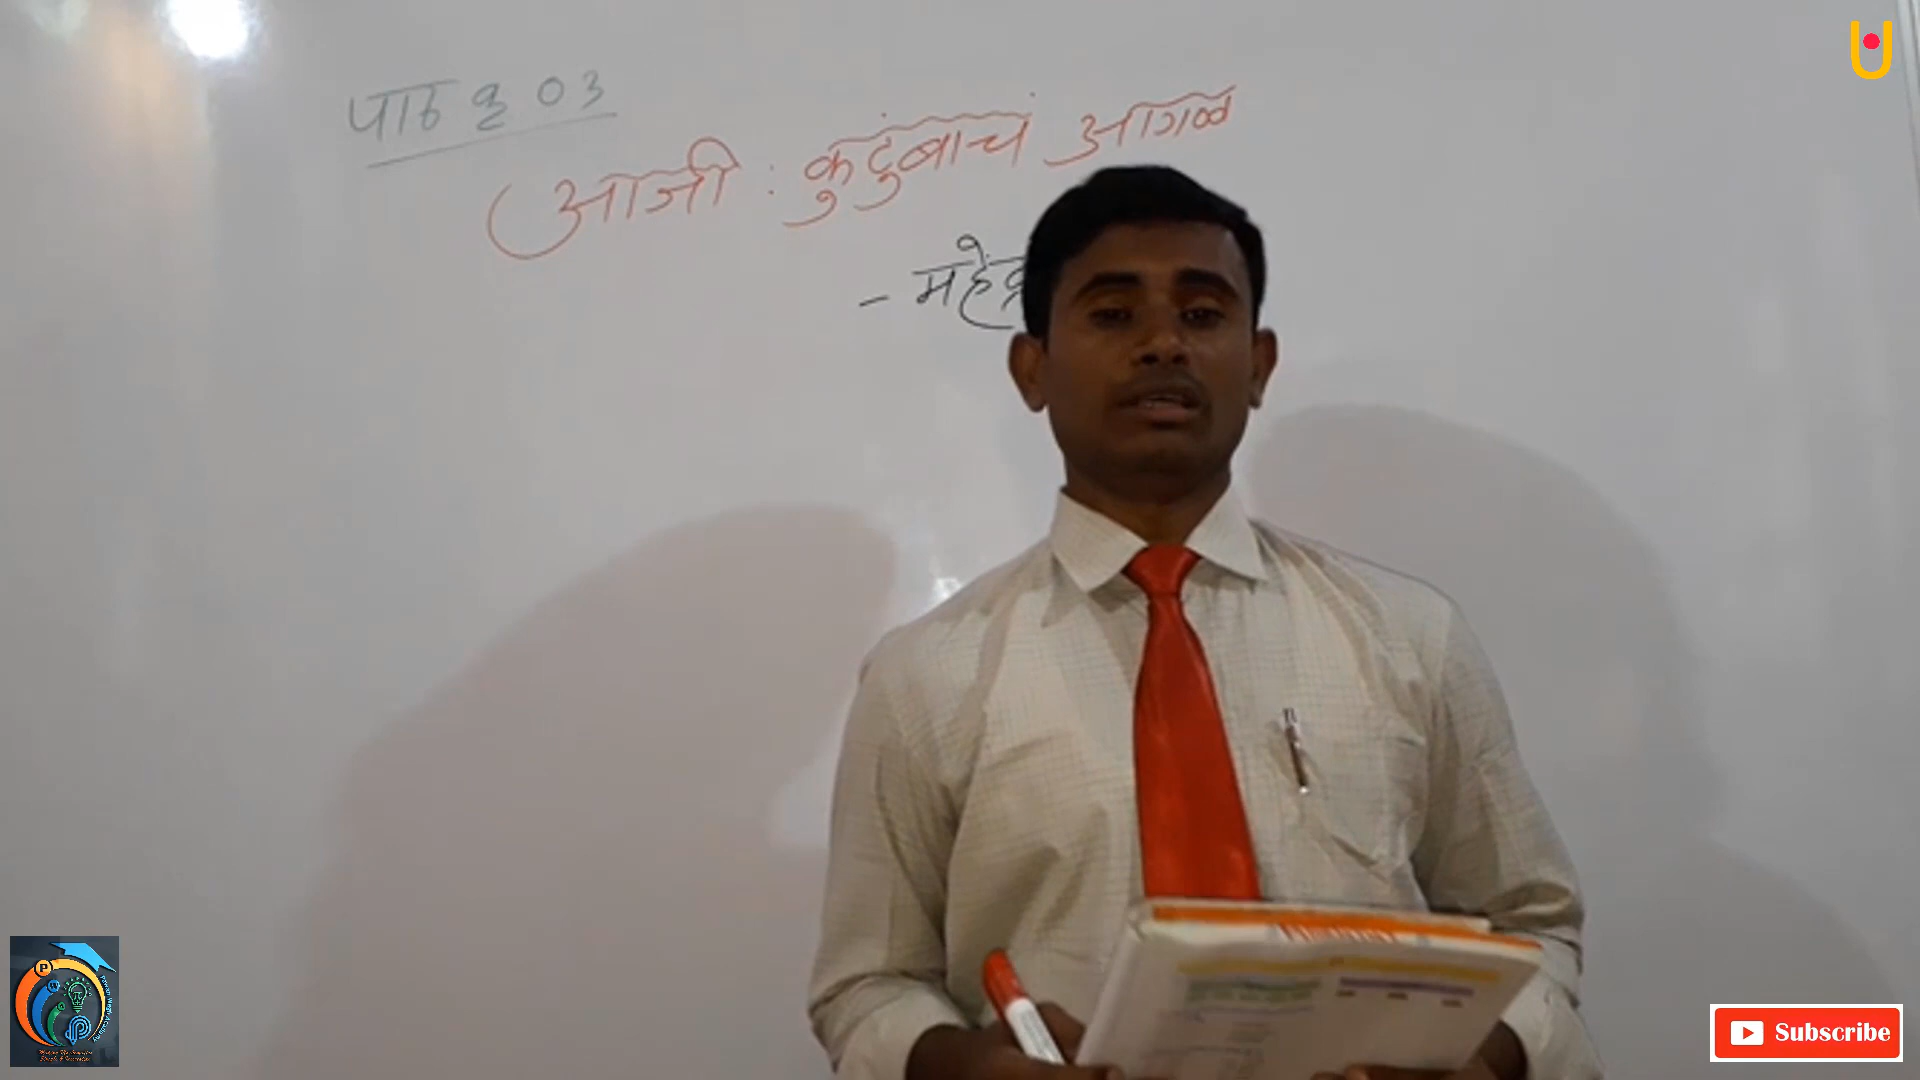 पाठ क्र 03
आजी : कुटुंबाचं आगळ
- महेंद्र
Subscribe